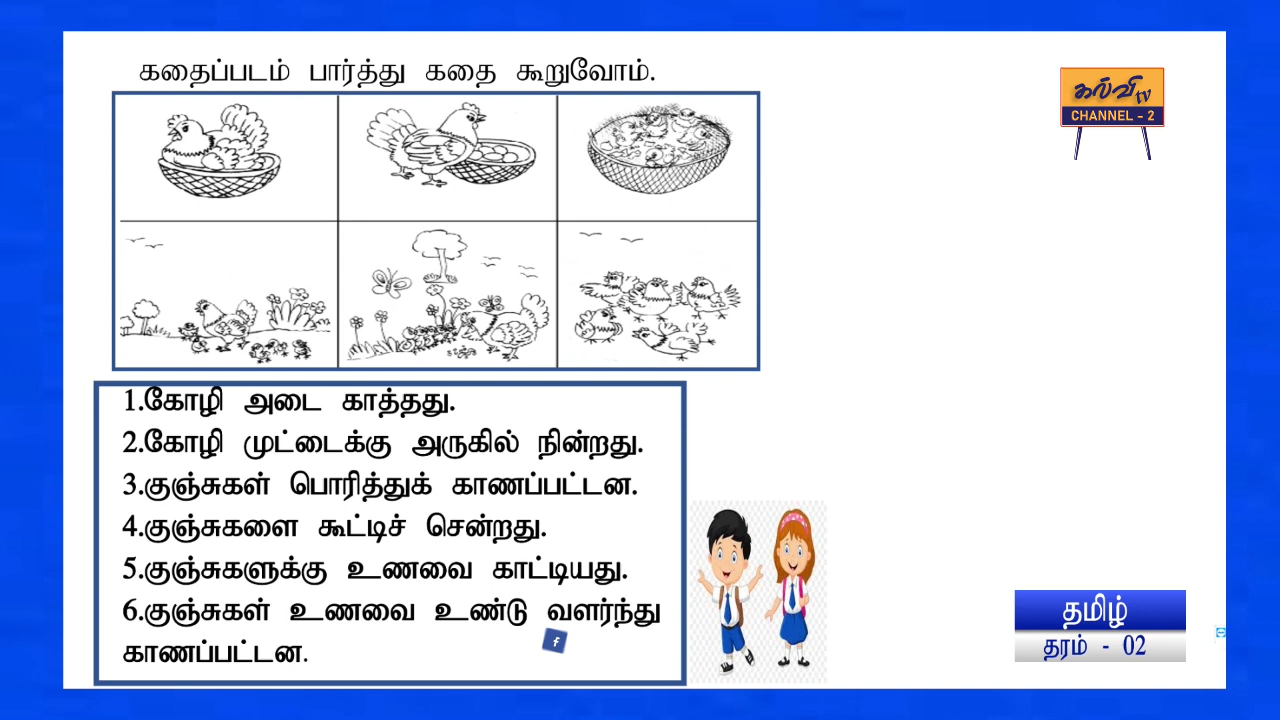 கதைப்படம் பார்த்து கதை கூறுவோம்.
கல்வி tv
CHANNEL - 2
1.கோழி அடை காத்தது.
2.கோழி முட்டைக்கு அருகில் நின்றது.
3.குஞ்சுகள் பொரித்துக் காணப்பட்டன.
4.குஞ்சுகளை கூட்டிச் சென்றது.
5.குஞ்சுகளுக்கு உணவை காட்டியது.
6.குஞ்சுகள் உணவை உண்டு வளர்ந்து
காணப்பட்டன.
f
தமிழ்
தரம் - 02